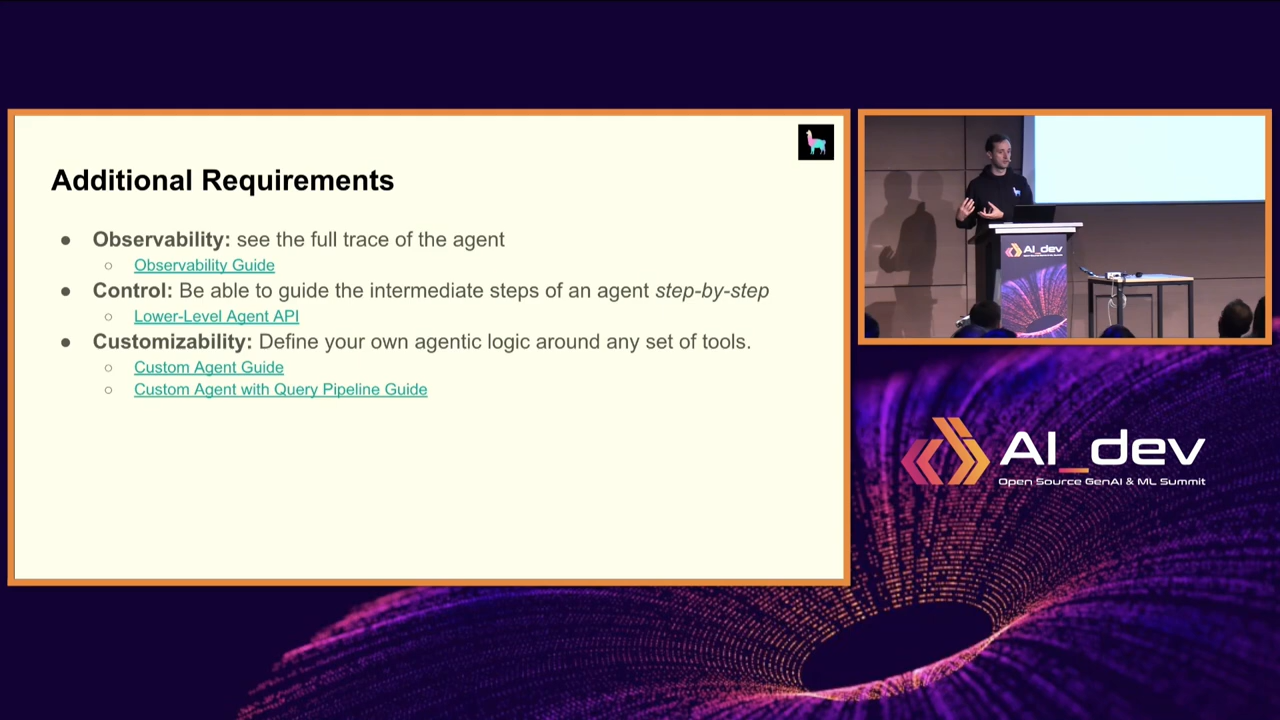 Additional Requirements
● Observability: see the full trace of the agent
○ Observability Guide
● Control: Be able to guide the intermediate steps of an agent step-by-step
○ Lower-Level Agent API
● Customizability: Define your own agentic logic around any set of tools.
○ Custom Agent Guide
○ Custom Agent with Query Pipeline Guide
AI_dev
AI_dev
Open Source GenAI & ML Summit